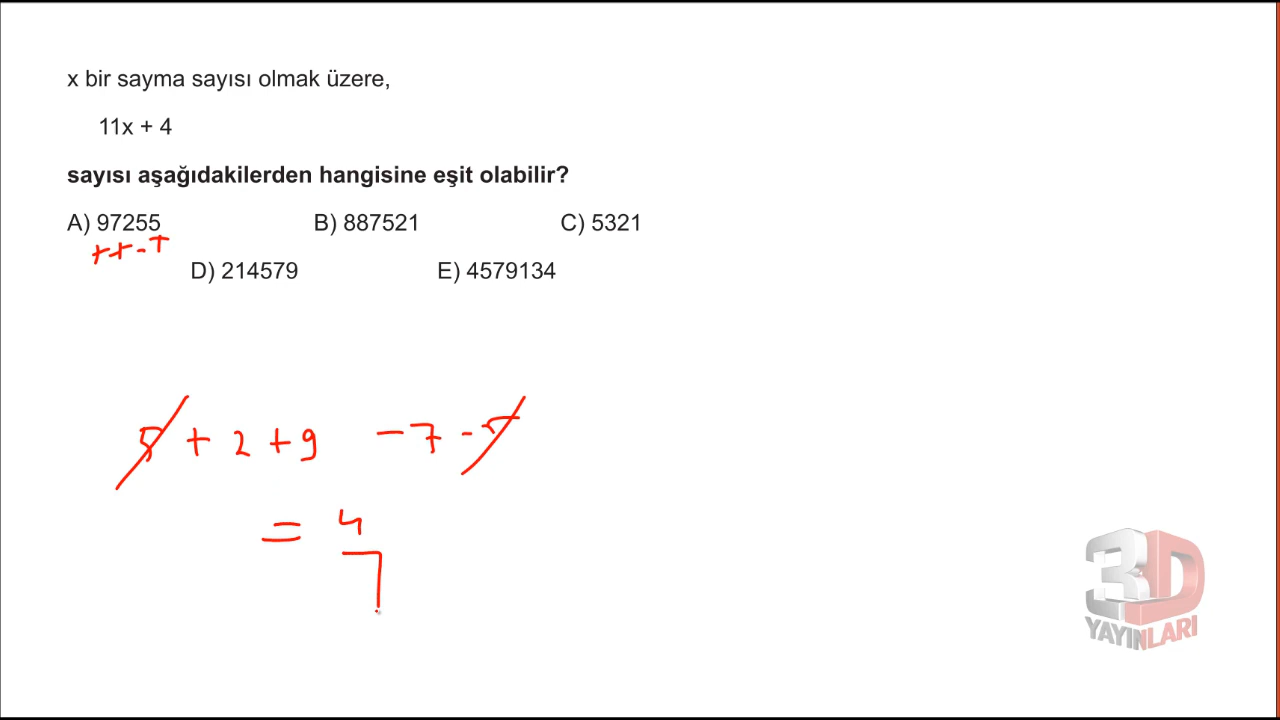 x bir sayma sayısı olmak üzere,
11x + 4
sayısı aşağıdakilerden hangisine eşit olabilir?
A) 97255 B) 887521 C) 5321
+ + - +
D) 214579 E) 4579134
5 + 2 + 9 - 7 - 5
= 4
3D
YAYINLARI